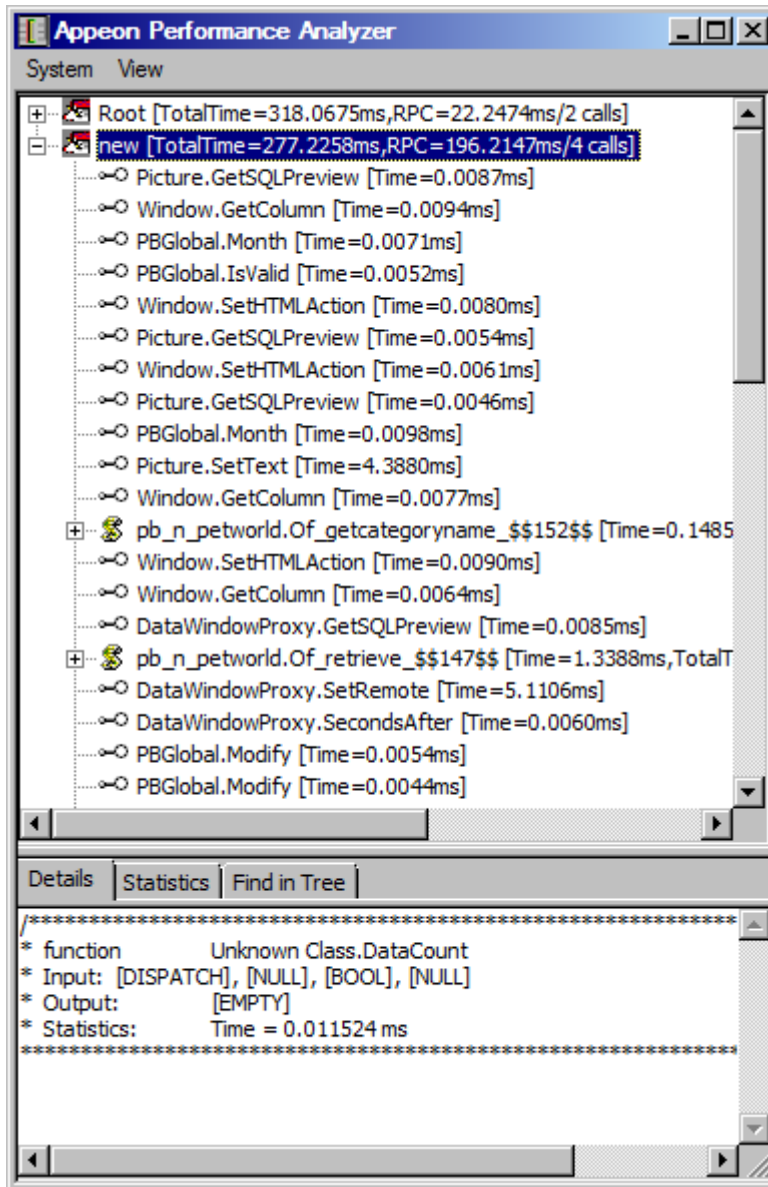 Appeon Performance Analyzer
System View
Root [TotalTime=318.0675ms,RPC=22.2474ms/2 calls]
new [TotalTime=277.2258ms,RPC=196.2147ms/4 calls]
Picture.GetSQLPreview [Time=0.0087ms]
Window.GetColumn [Time=0.0094ms]
PBGlobal.Month [Time=0.0071ms]
PBGlobal.IsValid [Time=0.0052ms]
Window.SetHTMLAction [Time=0.0080ms]
Picture.GetSQLPreview [Time=0.0054ms]
Window.SetHTMLAction [Time=0.0061ms]
Picture.GetSQLPreview [Time=0.0046ms]
PBGlobal.Month [Time=0.0098ms]
Picture.SetText [Time=4.3880ms]
Window.GetColumn [Time=0.0077ms]
pb_n_petworld.Of_getcategoryname_$$152$$ [Time=0.1485
Window.SetHTMLAction [Time=0.0090ms]
Window.GetColumn [Time=0.0064ms]
DataWindowProxy.GetSQLPreview [Time=0.0085ms]
pb_n_petworld.Of_retrieve_$$147$$ [Time=1.3388ms,TotalT
DataWindowProxy.SetRemote [Time=5.1106ms]
DataWindowProxy.SecondsAfter [Time=0.0060ms]
PBGlobal.Modify [Time=0.0054ms]
PBGlobal.Modify [Time=0.0044ms]
Details Statistics Find in Tree
/************************************************************
* function Unknown Class.DataCount
* Input: [DISPATCH], [NULL], [BOOL], [NULL]
* Output: [EMPTY]
* Statistics: Time = 0.011524 ms
*************************************************************